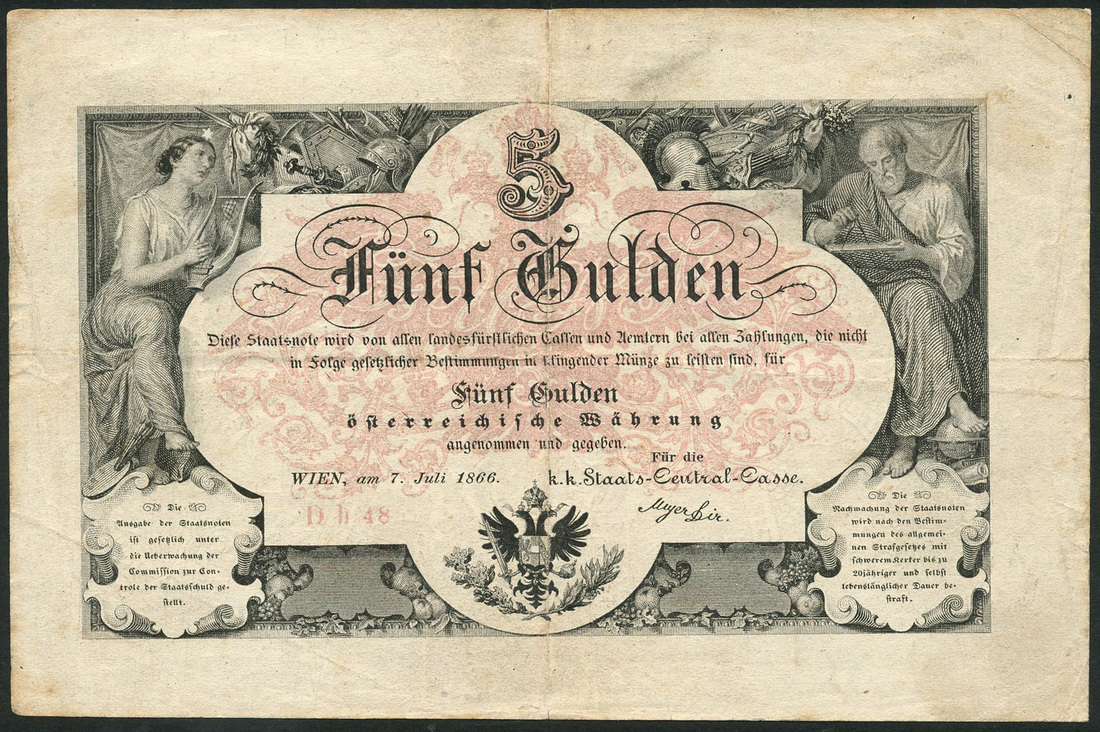 5
Fünf Gulden
Diese Staatsnote wird von allen landesfürstlichen Cassen und Aemtern bei allen Zahlungen, die nicht
in Folge gesetzlicher Bestimmungen in klingender Münze zu leisten sind, für
Fünf Gulden
österreichische Währung
angenommen und gegeben.
Für die
WIEN, am 7. Juli 1866. k.k. Staats-Central-Casse.
D h 48
Meyer Dir.
Die
Ausgabe der Staatsnoten
ist gesetzlich unter
die Ueberwachung der
Commission zur Con-
trole der Staatsschuld ge-
stellt.
Die
Nachmachung der Staatsnoten
wird nach den Bestim-
mungen des allgemei-
nen Strafgesetzes mit
schwerem Kerker bis zu
20jähriger und selbst
lebenslänglicher Dauer be-
straft.